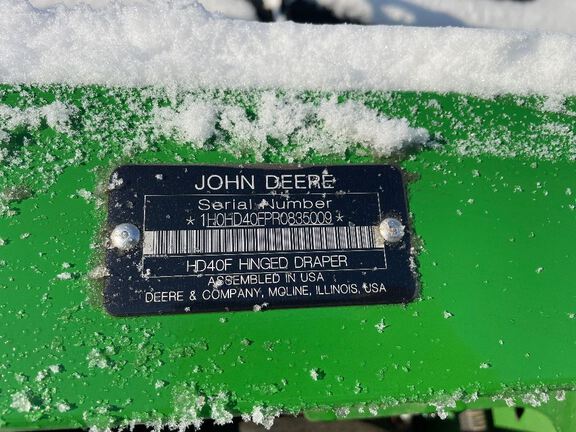 JOHN DEERE
Serial Number
*1H0HD40FPR0835009*
HD40F HINGED DRAPER
ASSEMBLED IN USA
DEERE & COMPANY, MOLINE, ILLINOIS, USA